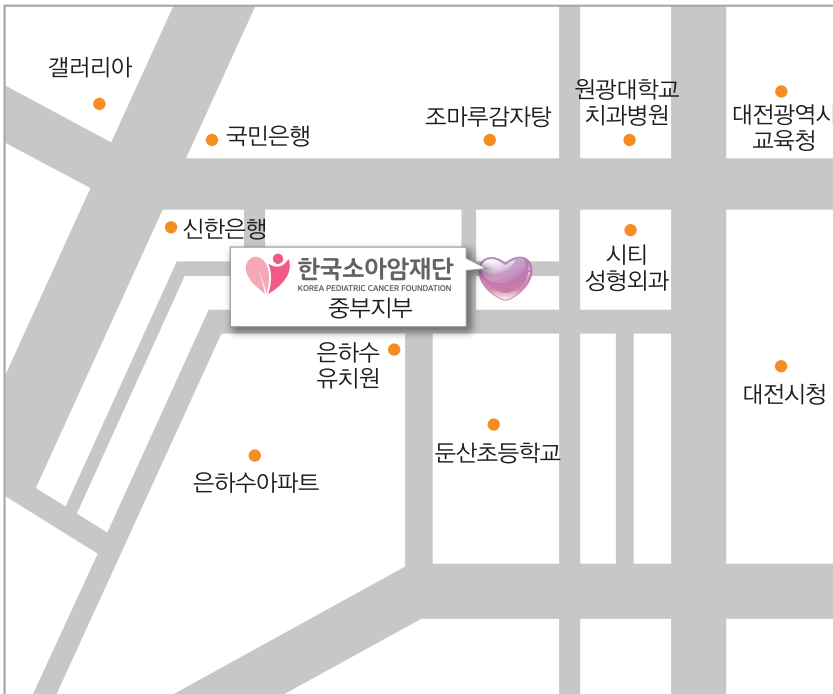 갤러리아
국민은행
조마루감자탕
원광대학교
치과병원
대전광역시
교육청
신한은행
한국소아암재단
KOREA PEDIATRIC CANCER FOUNDATION
중부지부
시티
성형외과
은하수
유치원
대전시청
둔산초등학교
은하수아파트